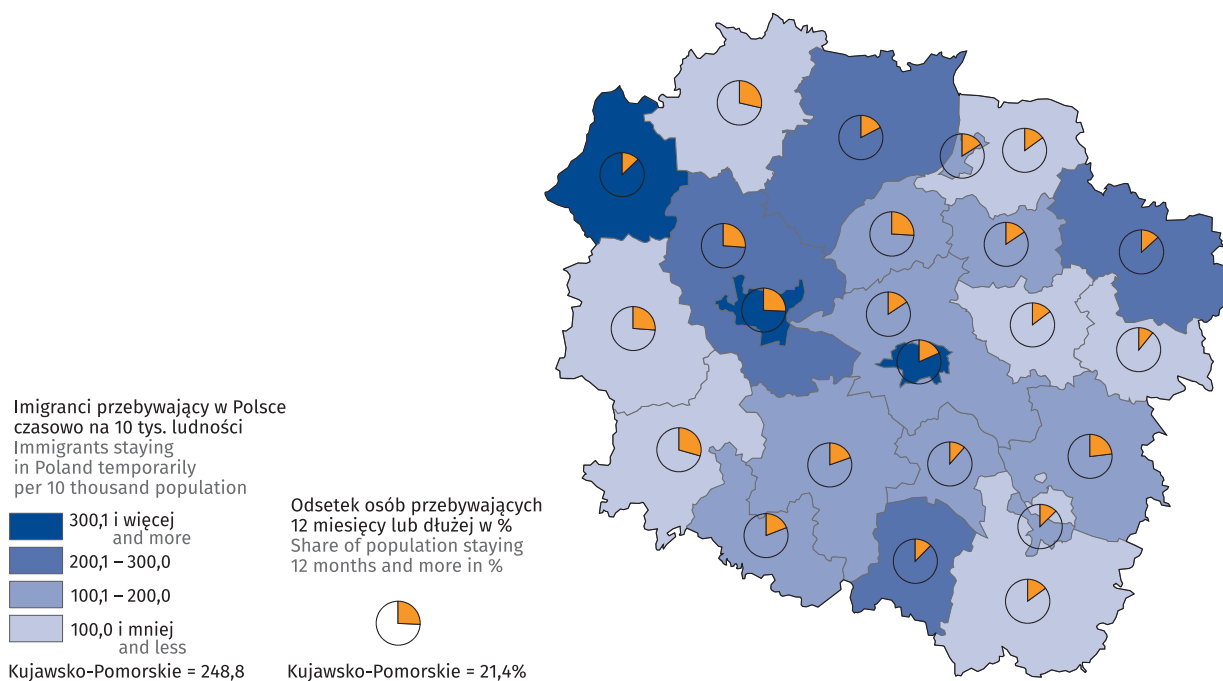 Imigranci przebywający w Polsce
czasowo na 10 tys. ludności
Immigrants staying
in Poland temporarily
per 10 thousand population
300,1 i więcej
and more
200,1 – 300,0
100,1 – 200,0
100,0 i mniej
and less
Kujawsko-Pomorskie = 248,8
Odsetek osób przebywających
12 miesięcy lub dłużej w %
Share of population staying
12 months and more in %
Kujawsko-Pomorskie = 21,4%